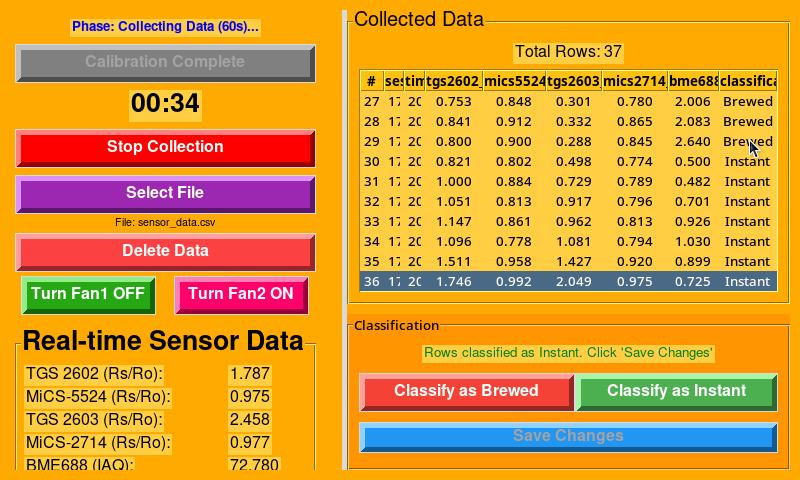 Phase: Collecting Data (60s)...
Calibration Complete
00:34
Stop Collection
Select File
File: sensor_data.csv
Delete Data
Turn Fan1 OFF Turn Fan2 ON
Real-time Sensor Data
TGS 2602 (Rs/Ro): 1.787
MiCS-5524 (Rs/Ro): 0.975
TGS 2603 (Rs/Ro): 2.458
MiCS-2714 (Rs/Ro): 0.977
BME688 (IAQ): 72.780
Collected Data
Total Rows: 37
# ses tim tgs2602_ mics5524 tgs2603_ mics2714_ bme688 classifica
27 17 20 0.753 0.848 0.301 0.780 2.006 Brewed
28 17 20 0.841 0.912 0.332 0.865 2.083 Brewed
29 17 20 0.800 0.900 0.288 0.845 2.640 Brewed
30 17 20 0.821 0.802 0.498 0.774 0.500 Instant
31 17 20 1.000 0.884 0.729 0.789 0.482 Instant
32 17 20 1.051 0.813 0.917 0.796 0.701 Instant
33 17 20 1.147 0.861 0.962 0.813 0.926 Instant
34 17 20 1.096 0.778 1.081 0.794 1.030 Instant
35 17 20 1.511 0.958 1.427 0.920 0.899 Instant
36 17 20 1.746 0.992 2.049 0.975 0.725 Instant
Classification
Rows classified as Instant. Click 'Save Changes'
Classify as Brewed Classify as Instant
Save Changes